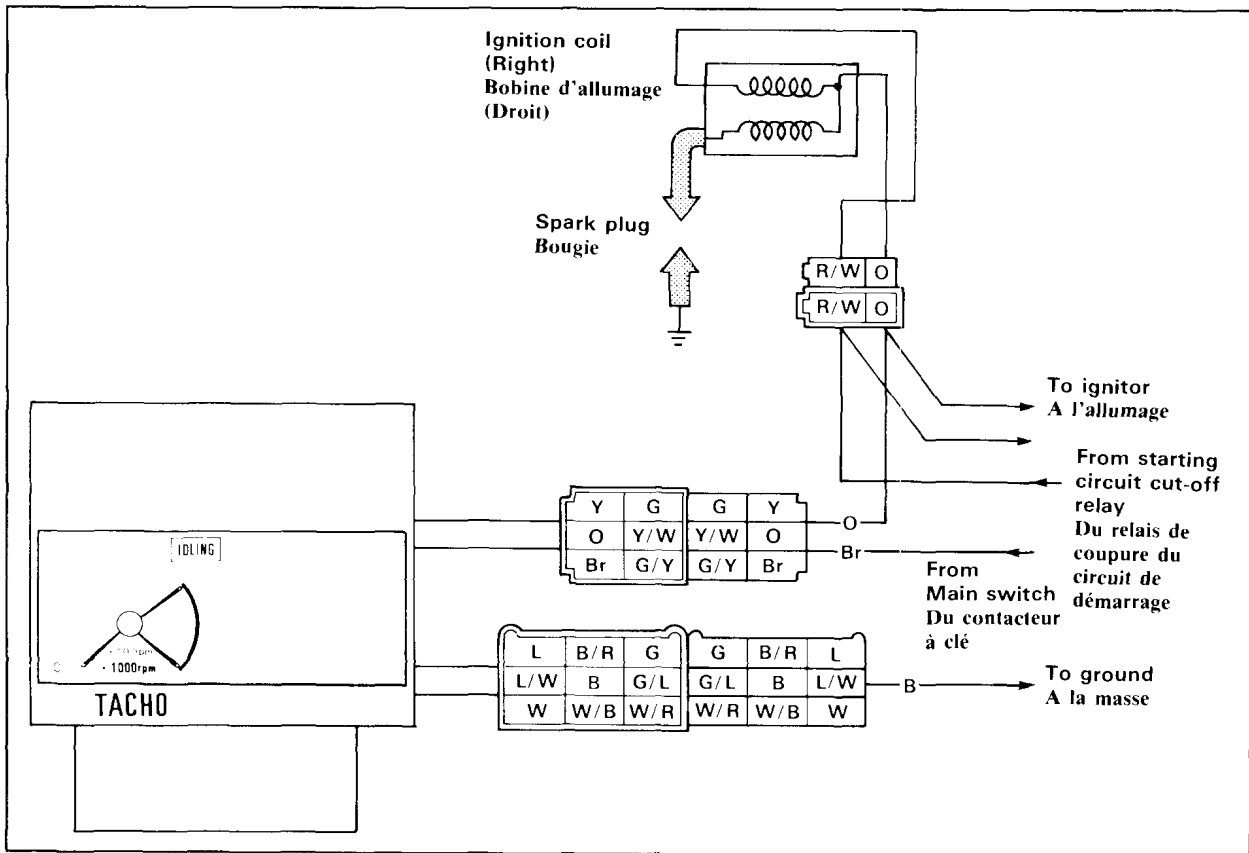 Ignition coil
(Right)
Bobine d'allumage
(Droit)
Spark plug
Bougie
R/W O
R/W O
To ignitor
A l'allumage
From starting
circuit cut-off
relay
Du relais de
coupure du
circuit de
démarrage
Y G G Y
O Y/W Y/W O O
Br G/Y G/Y Br Br
From
Main switch
Du contacteur
à clé
IDLING
1000rpm
TACHO
L B/R G G B/R L
L/W B G/L G/L B L/W B
W W/B W/R W/R W/B W
To ground
A la masse